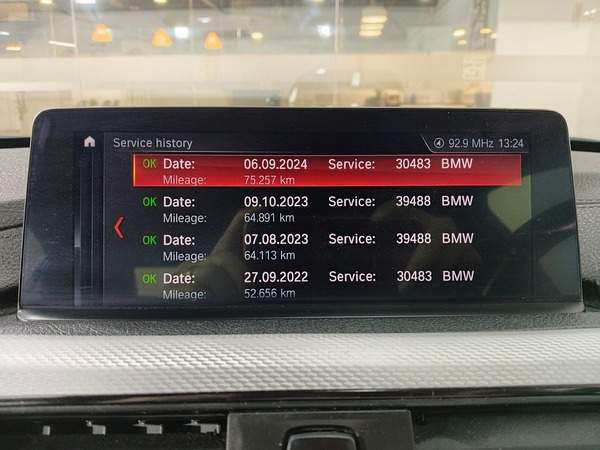 Service history 92.9 MHz 13:24
OK Date: 06.09.2024 Service: 30483 BMW
Mileage: 75.257 km
OK Date: 09.10.2023 Service: 39488 BMW
Mileage: 64.891 km
OK Date: 07.08.2023 Service: 39488 BMW
Mileage: 64.113 km
OK Date: 27.09.2022 Service: 30483 BMW
Mileage: 52.656 km